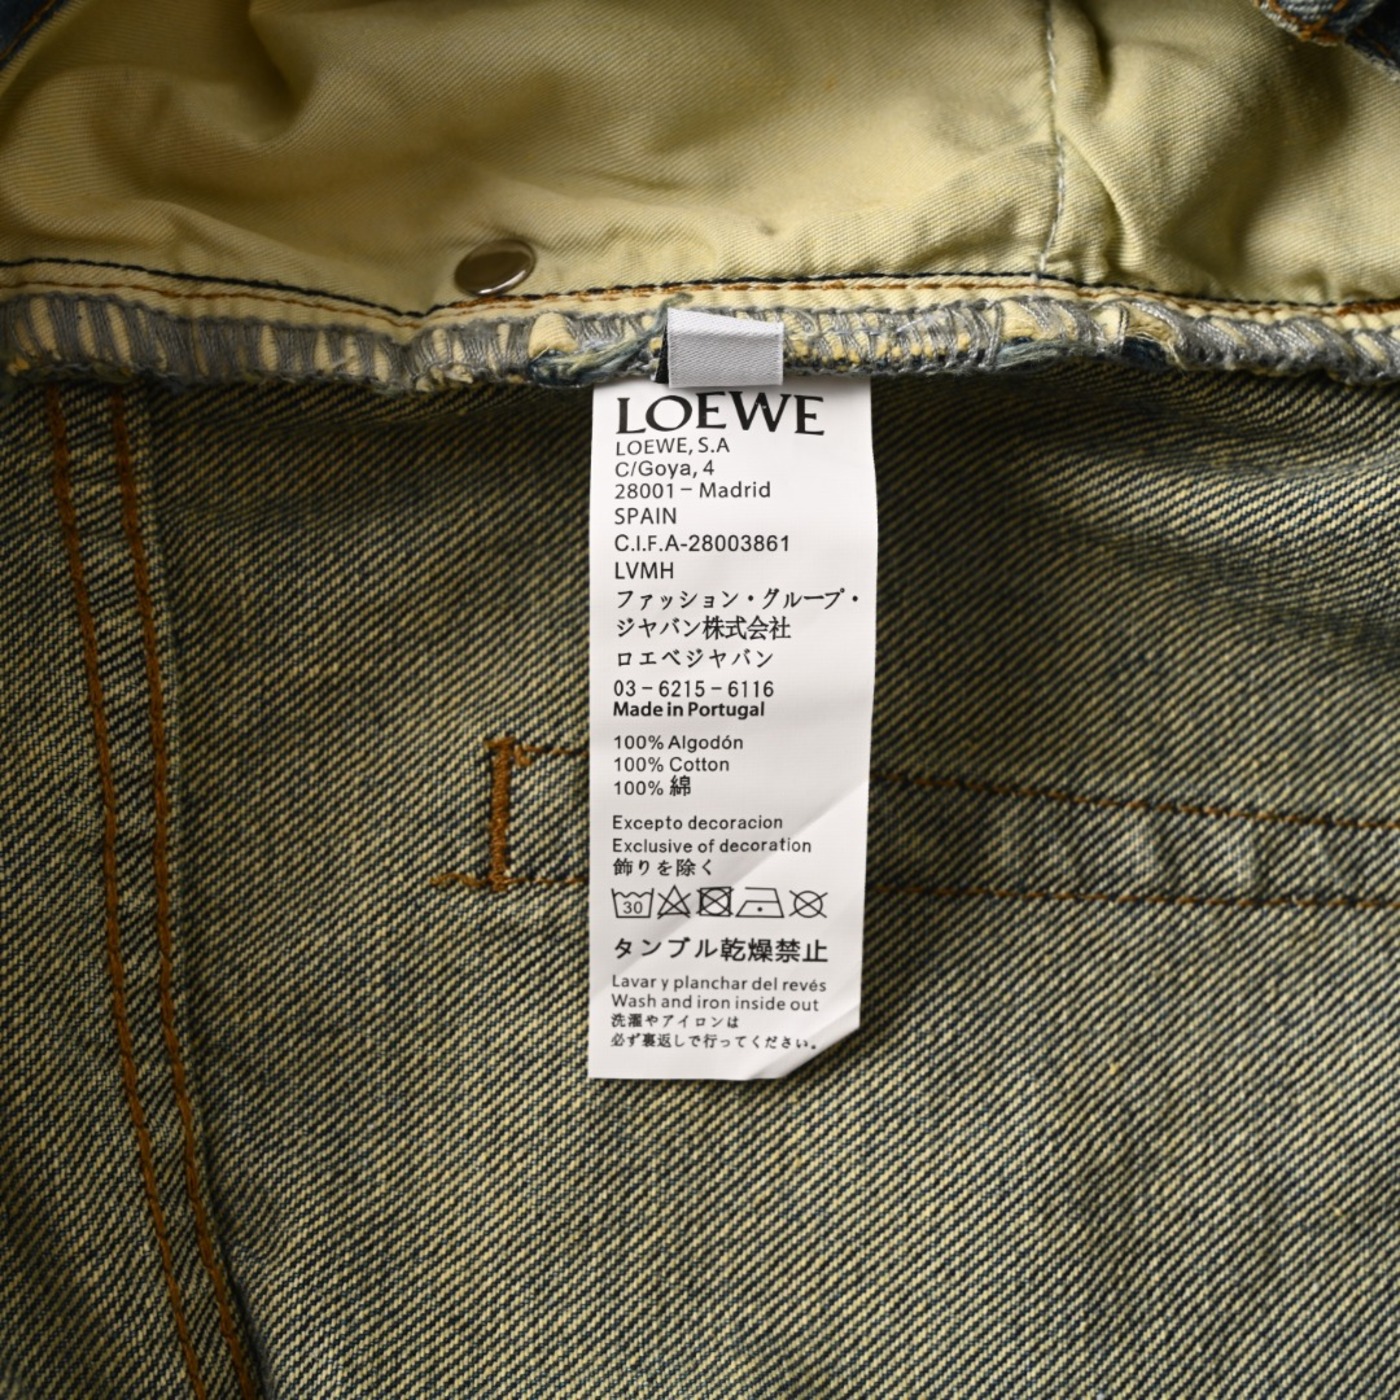 LOEWE
LOEWE, S.A
C/Goya, 4
28001 – Madrid
SPAIN
C.I.F.A-28003861
LVMH
ファッション・グループ・
ジャバン株式会社
ロエベジャバン
03 – 6215 – 6116
Made in Portugal
100% Algodón
100% Cotton
100% 綿
Excepto decoracion
Exclusive of decoration
飾りを除く
30
タンブル乾燥禁止
Lavar y planchar del revés
Wash and iron inside out
洗濯やアイロンは
必ず裏返しで行ってください。